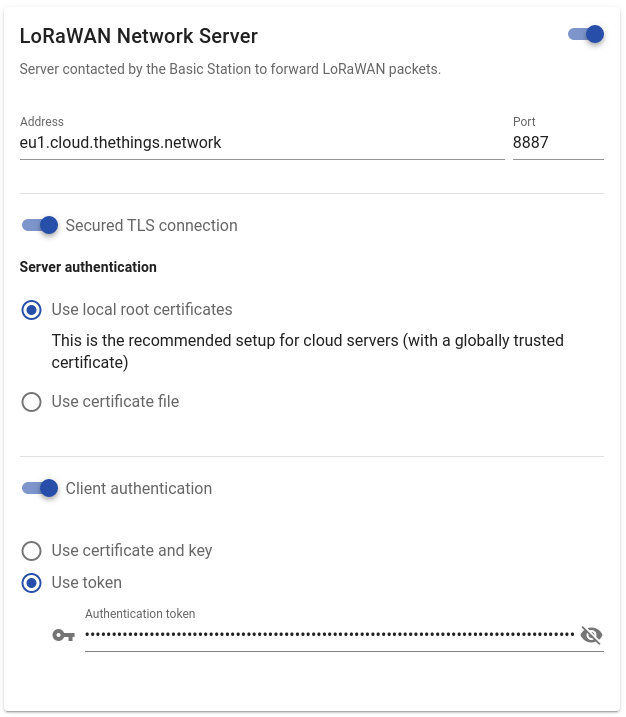 LoRaWAN Network Server
Server contacted by the Basic Station to forward LoRaWAN packets.
Address
Port
eu1.cloud.thethings.network
8887
Secured TLS connection
Server authentication
Use local root certificates
This is the recommended setup for cloud servers (with a globally trusted
certificate)
Use certificate file
Client authentication
Use certificate and key
Use token
Authentication token